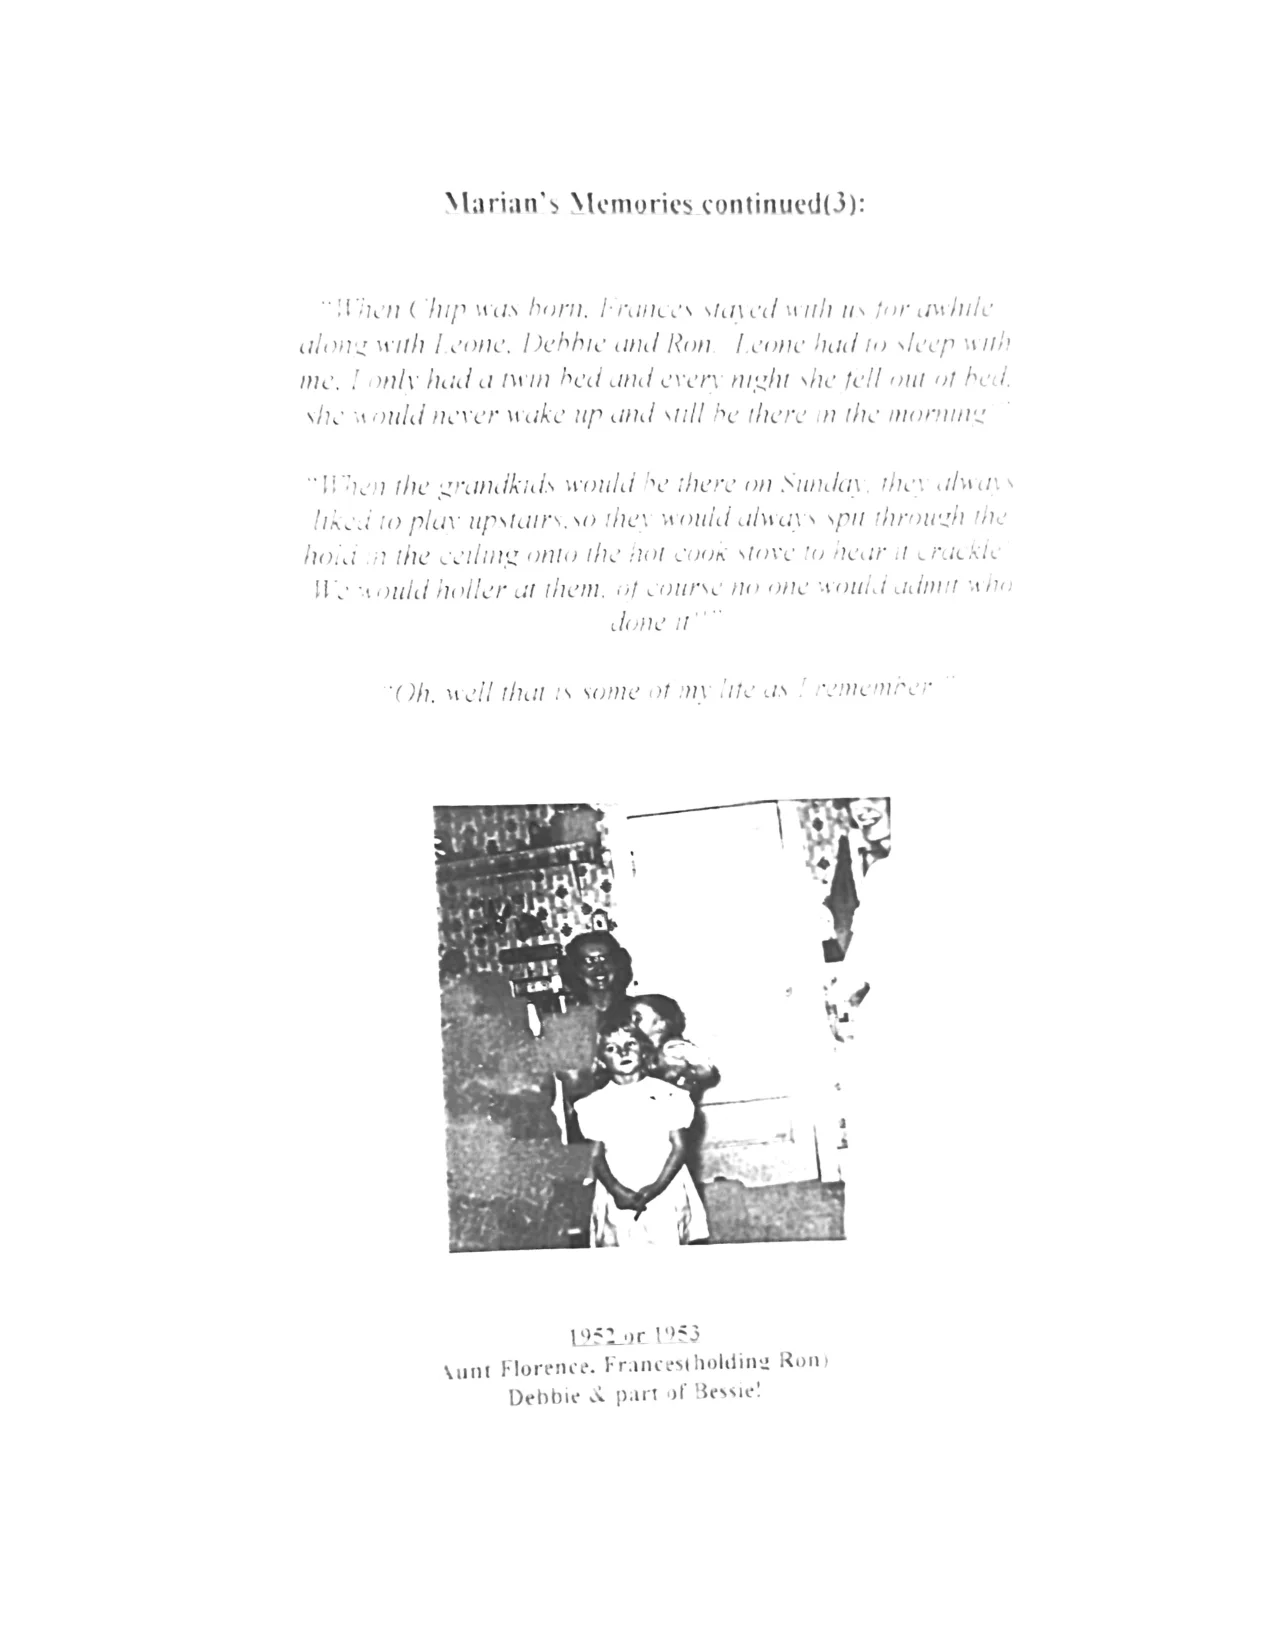 Marian's Memories continued(3):
"When Chip was born, Frances stayed with us for awhile
along with Leone, Debbie and Ron. Leone had to sleep with
me, I only had a twin bed and every night she fell out of bed,
she would never wake up and still be there in the morning"
"When the grandkids would be there on Sunday, they always
liked to play upstairs,so they would always spit through the
hold in the ceiling onto the hot cook stove to hear it crackle!
We would holler at them, of course no one would admit who
done it""
"Oh, well that is some of my life as I remember."
1952 or 1953
Aunt Florence, Frances(holding Ron)
Debbie & part of Bessie!